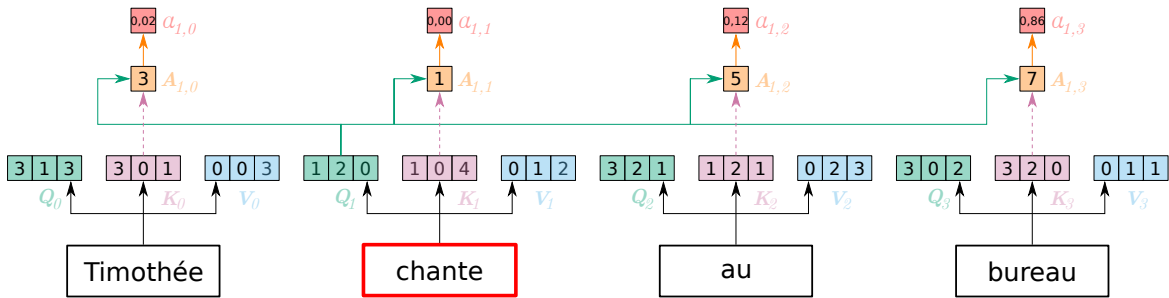 0,02 a1,0 0,00 a1,1 0,12 a1,2 0,86 a1,3
3 A1,0 1 A1,1 5 A1,2 7 A1,3
3 1 3 3 0 1 0 0 3 1 2 0 1 0 4 0 1 2 3 2 1 1 2 1 0 2 3 3 0 2 3 2 0 0 1 1
Q0 K0 V0 Q1 K1 V1 Q2 K2 V2 Q3 K3 V3
Timothée chante au bureau